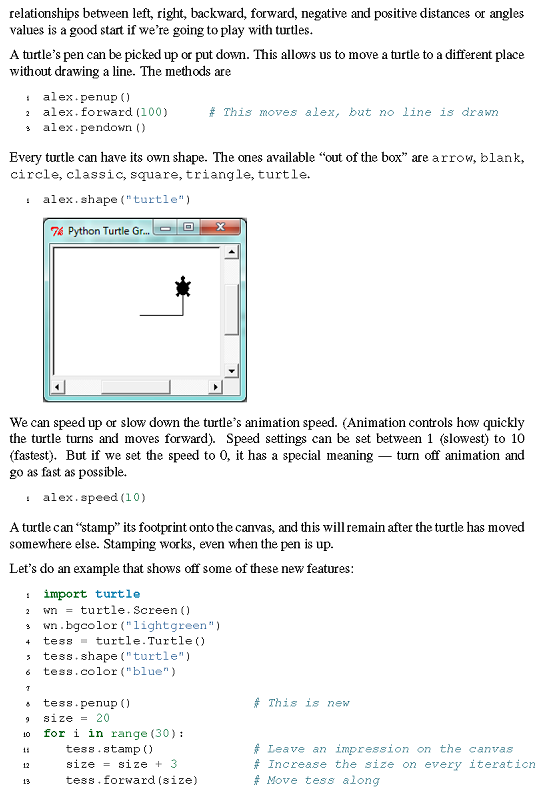 relationships between left, right, backward, forward, negative and positive distances or angles
values is a good start if we're going to play with turtles.
A turtle's pen can be picked up or put down. This allows us to move a turtle to a different place
without drawing a line. The methods are
1 alex.penup()
2 alex.forward(100) # This moves alex, but no line is drawn
3 alex.pendown()
Every turtle can have its own shape. The ones available “out of the box” are arrow, blank,
circle, classic, square, triangle, turtle.
1 alex.shape("turtle")
Python Turtle Gr...
We can speed up or slow down the turtle's animation speed. (Animation controls how quickly
the turtle turns and moves forward). Speed settings can be set between 1 (slowest) to 10
(fastest). But if we set the speed to 0, it has a special meaning — turn off animation and
go as fast as possible.
1 alex.speed(10)
A turtle can “stamp” its footprint onto the canvas, and this will remain after the turtle has moved
somewhere else. Stamping works, even when the pen is up.
Let's do an example that shows off some of these new features:
1 import turtle
2 wn = turtle.Screen()
3 wn.bgcolor("lightgreen")
4 tess = turtle.Turtle()
5 tess.shape("turtle")
6 tess.color("blue")
7
8 tess.penup() # This is new
9 size = 20
10 for i in range(30):
11 tess.stamp() # Leave an impression on the canvas
12 size = size + 3 # Increase the size on every iteration
13 tess.forward(size) # Move tess along